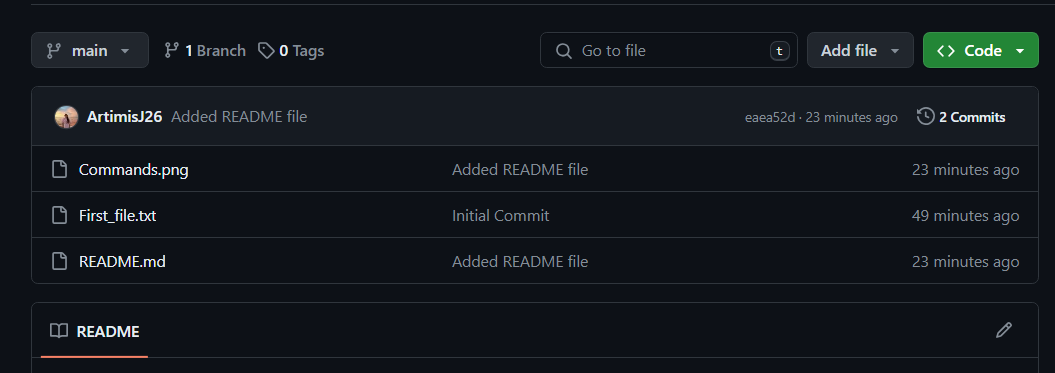 main 1 Branch 0 Tags Go to file t Add file Code
ArtimisJ26 Added README file eaea52d · 23 minutes ago 2 Commits
Commands.png Added README file 23 minutes ago
First_file.txt Initial Commit 49 minutes ago
README.md Added README file 23 minutes ago
README